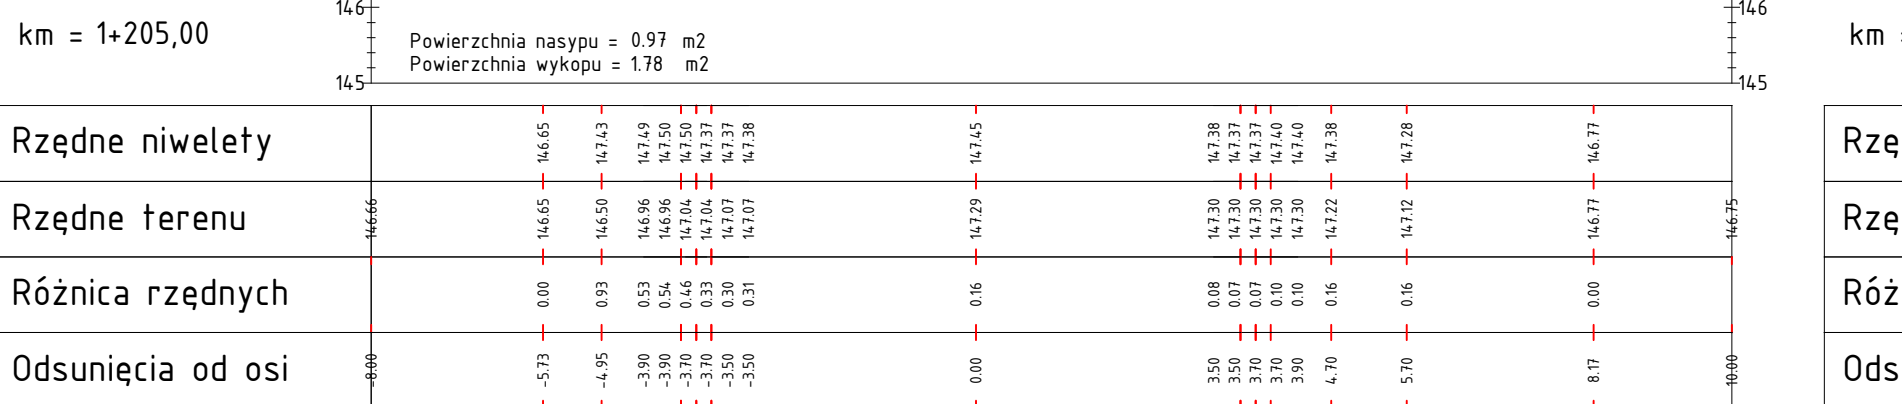 146 146
km = 1+205,00 km =
Powierzchnia nasypu = 0.97 m2
Powierzchnia wykopu = 1.78 m2
145 145
Rzędne niwelety 146.65 147.43 147.49 147.50 147.50 147.37 147.37 147.38 147.45 147.38 147.37 147.37 147.40 147.40 147.38 147.28 146.77 Rzę
Rzędne terenu 146.66 146.65 146.50 146.96 146.96 147.04 147.04 147.07 147.07 147.29 147.30 147.30 147.30 147.30 147.30 147.22 147.12 146.77 146.75 Rzę
Różnica rzędnych 0.00 0.93 0.53 0.54 0.46 0.33 0.30 0.31 0.16 0.08 0.07 0.07 0.10 0.10 0.16 0.16 0.00 Róż
Odsunięcia od osi -8.00 -5.73 -4.95 -3.90 -3.90 -3.70 -3.70 -3.50 -3.50 0.00 3.50 3.50 3.70 3.70 3.90 4.70 5.70 8.17 10.00 Ods